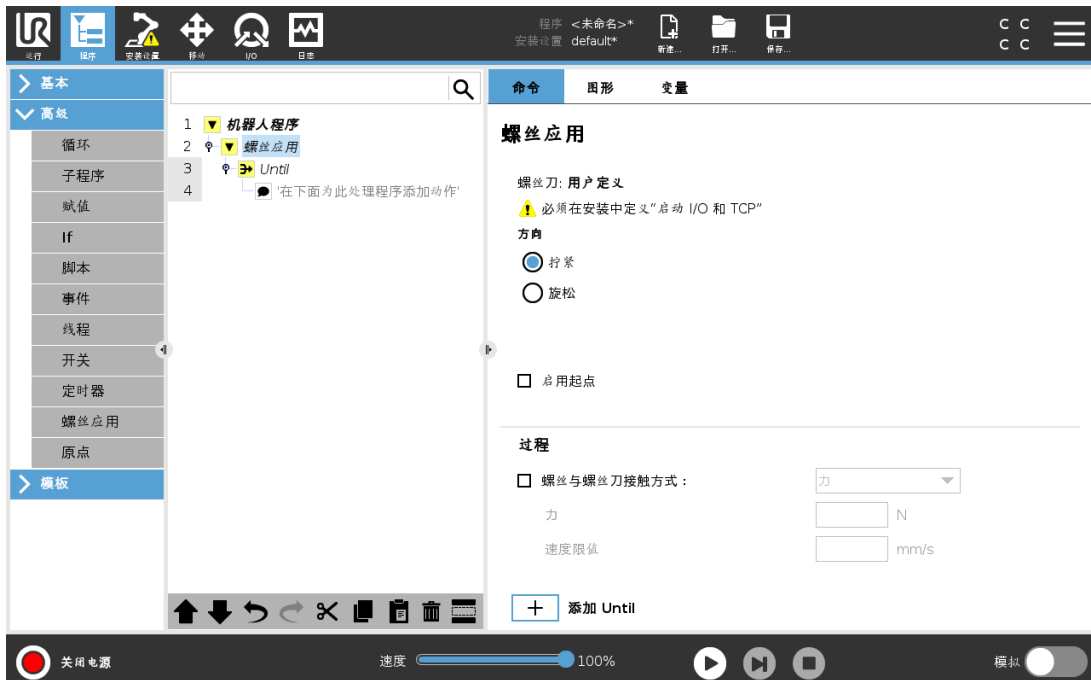 程序 <未命名>*
安装设置 default*
UR
运行
程序
安装设置
移动
I/O
日志
新建...
打开...
保存...
C C
C C
基本
高级
循环
子程序
赋值
If
脚本
事件
线程
开关
定时器
螺丝应用
原点
模板
1 机器人程序
2 螺丝应用
3 Until
4 '在下面为此处理程序添加动作'
命令 图形 变量
螺丝应用
螺丝刀: 用户定义
必须在安装中定义“启动 I/O 和 TCP”
方向
拧紧
旋松
启用起点
过程
螺丝与螺丝刀接触方式: 力
力 N
速度限值 mm/s
添加 Until
关闭电源
速度 100%
模拟